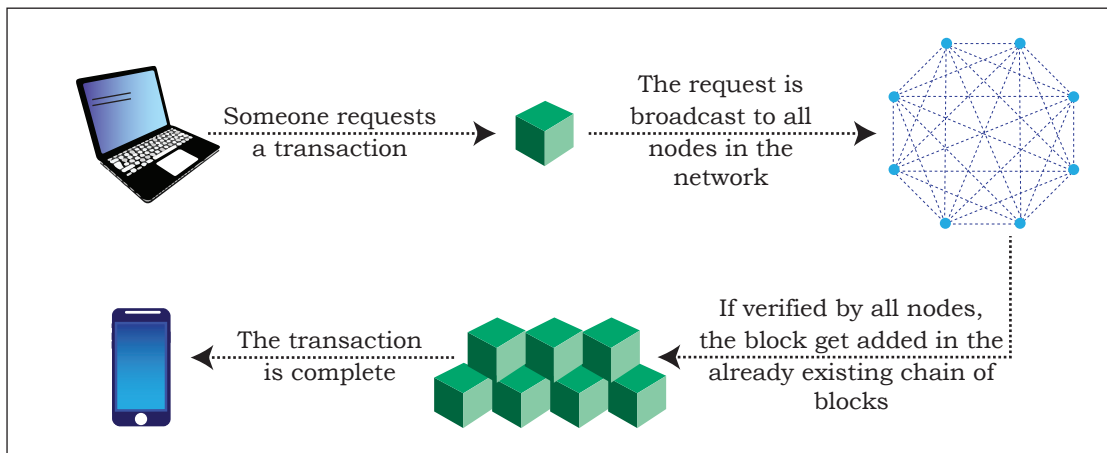 Someone requests
a transaction
The request is
broadcast to all
nodes in the
network
If verified by all nodes,
the block get added in the
already existing chain of
blocks
The transaction
is complete